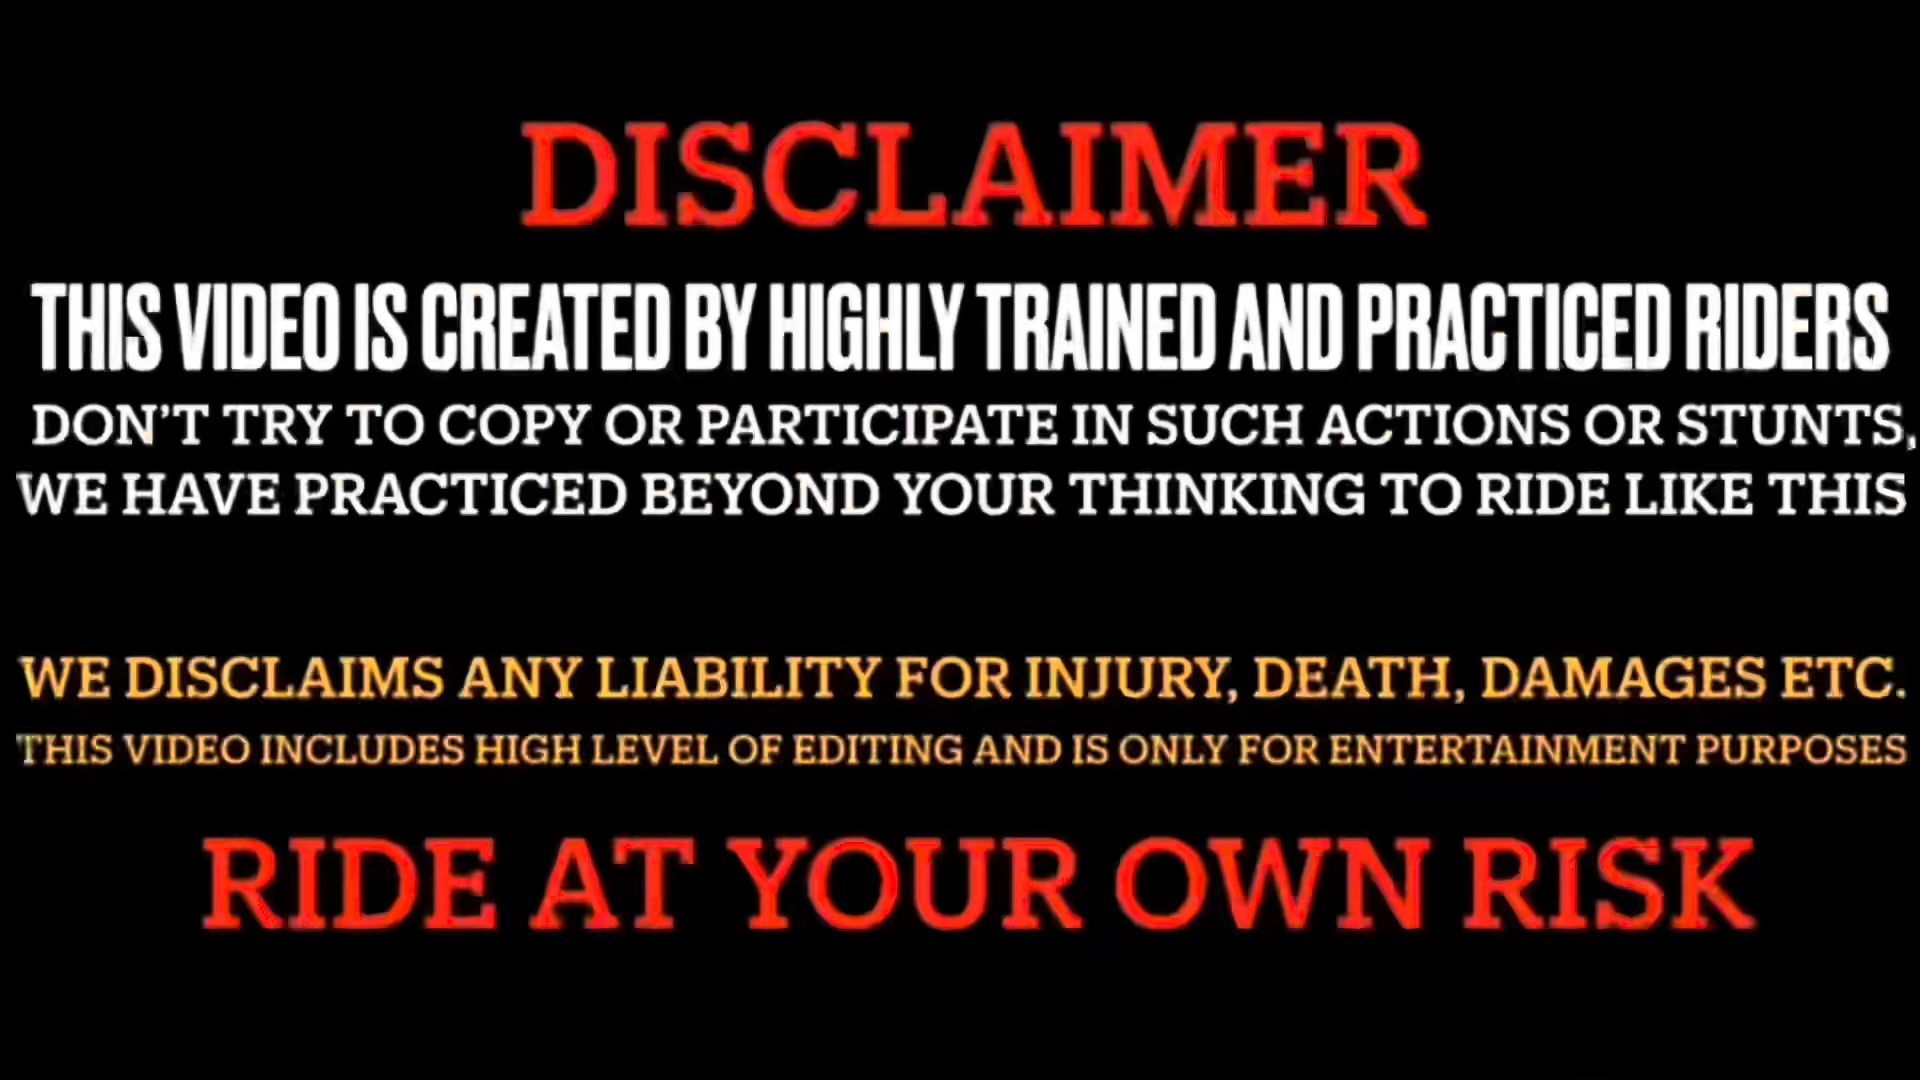 DISCLAIMER
THIS VIDEO IS CREATED BY HIGHLY TRAINED AND PRACTICED RIDERS
DON'T TRY TO COPY OR PARTICIPATE IN SUCH ACTIONS OR STUNTS,
WE HAVE PRACTICED BEYOND YOUR THINKING TO RIDE LIKE THIS
WE DISCLAIMS ANY LIABILITY FOR INJURY, DEATH, DAMAGES ETC.
THIS VIDEO INCLUDES HIGH LEVEL OF EDITING AND IS ONLY FOR ENTERTAINMENT PURPOSES
RIDE AT YOUR OWN RISK